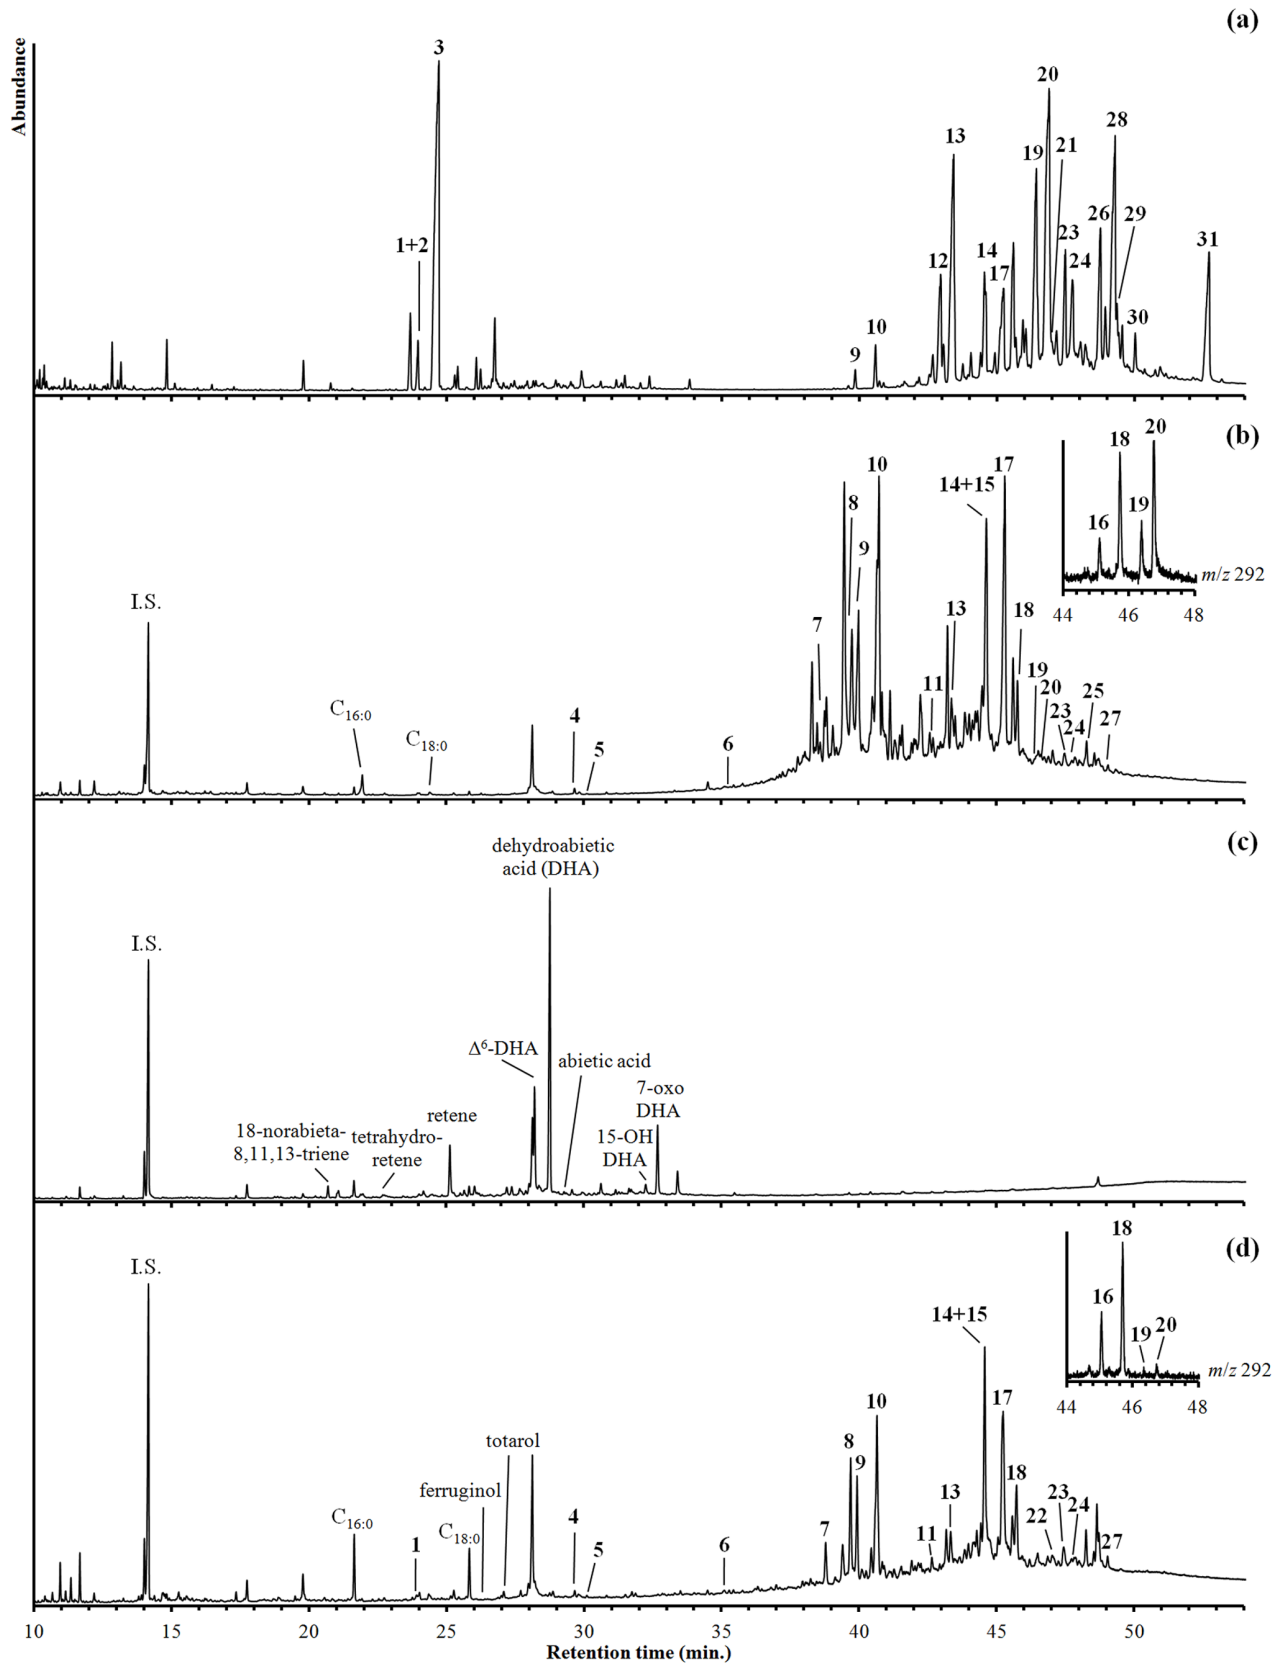 (a)
Abundance
3
1+2
9
10
12
13
14
17
19
20
21
23
24
26
28
29
30
31
(b)
I.S.
C16:0
C18:0
4
5
6
7
8
9
10
11
13
14+15
17
18
19
20
23
24
25
27
16
18
19
20
m/z 292
44 46 48
(c)
I.S.
18-norabieta-
8,11,13-triene
tetrahydro-
retene
retene
Δ6-DHA
dehydroabietic
acid (DHA)
abietic acid
15-OH
DHA
7-oxo
DHA
(d)
I.S.
C16:0
1
C18:0
ferruginol
totarol
4
5
6
7
8
9
10
11
13
14+15
17
18
22
23
24
27
16
18
19
20
m/z 292
44 46 48
10 15 20 25 30 35 40 45 50
Retention time (min.)